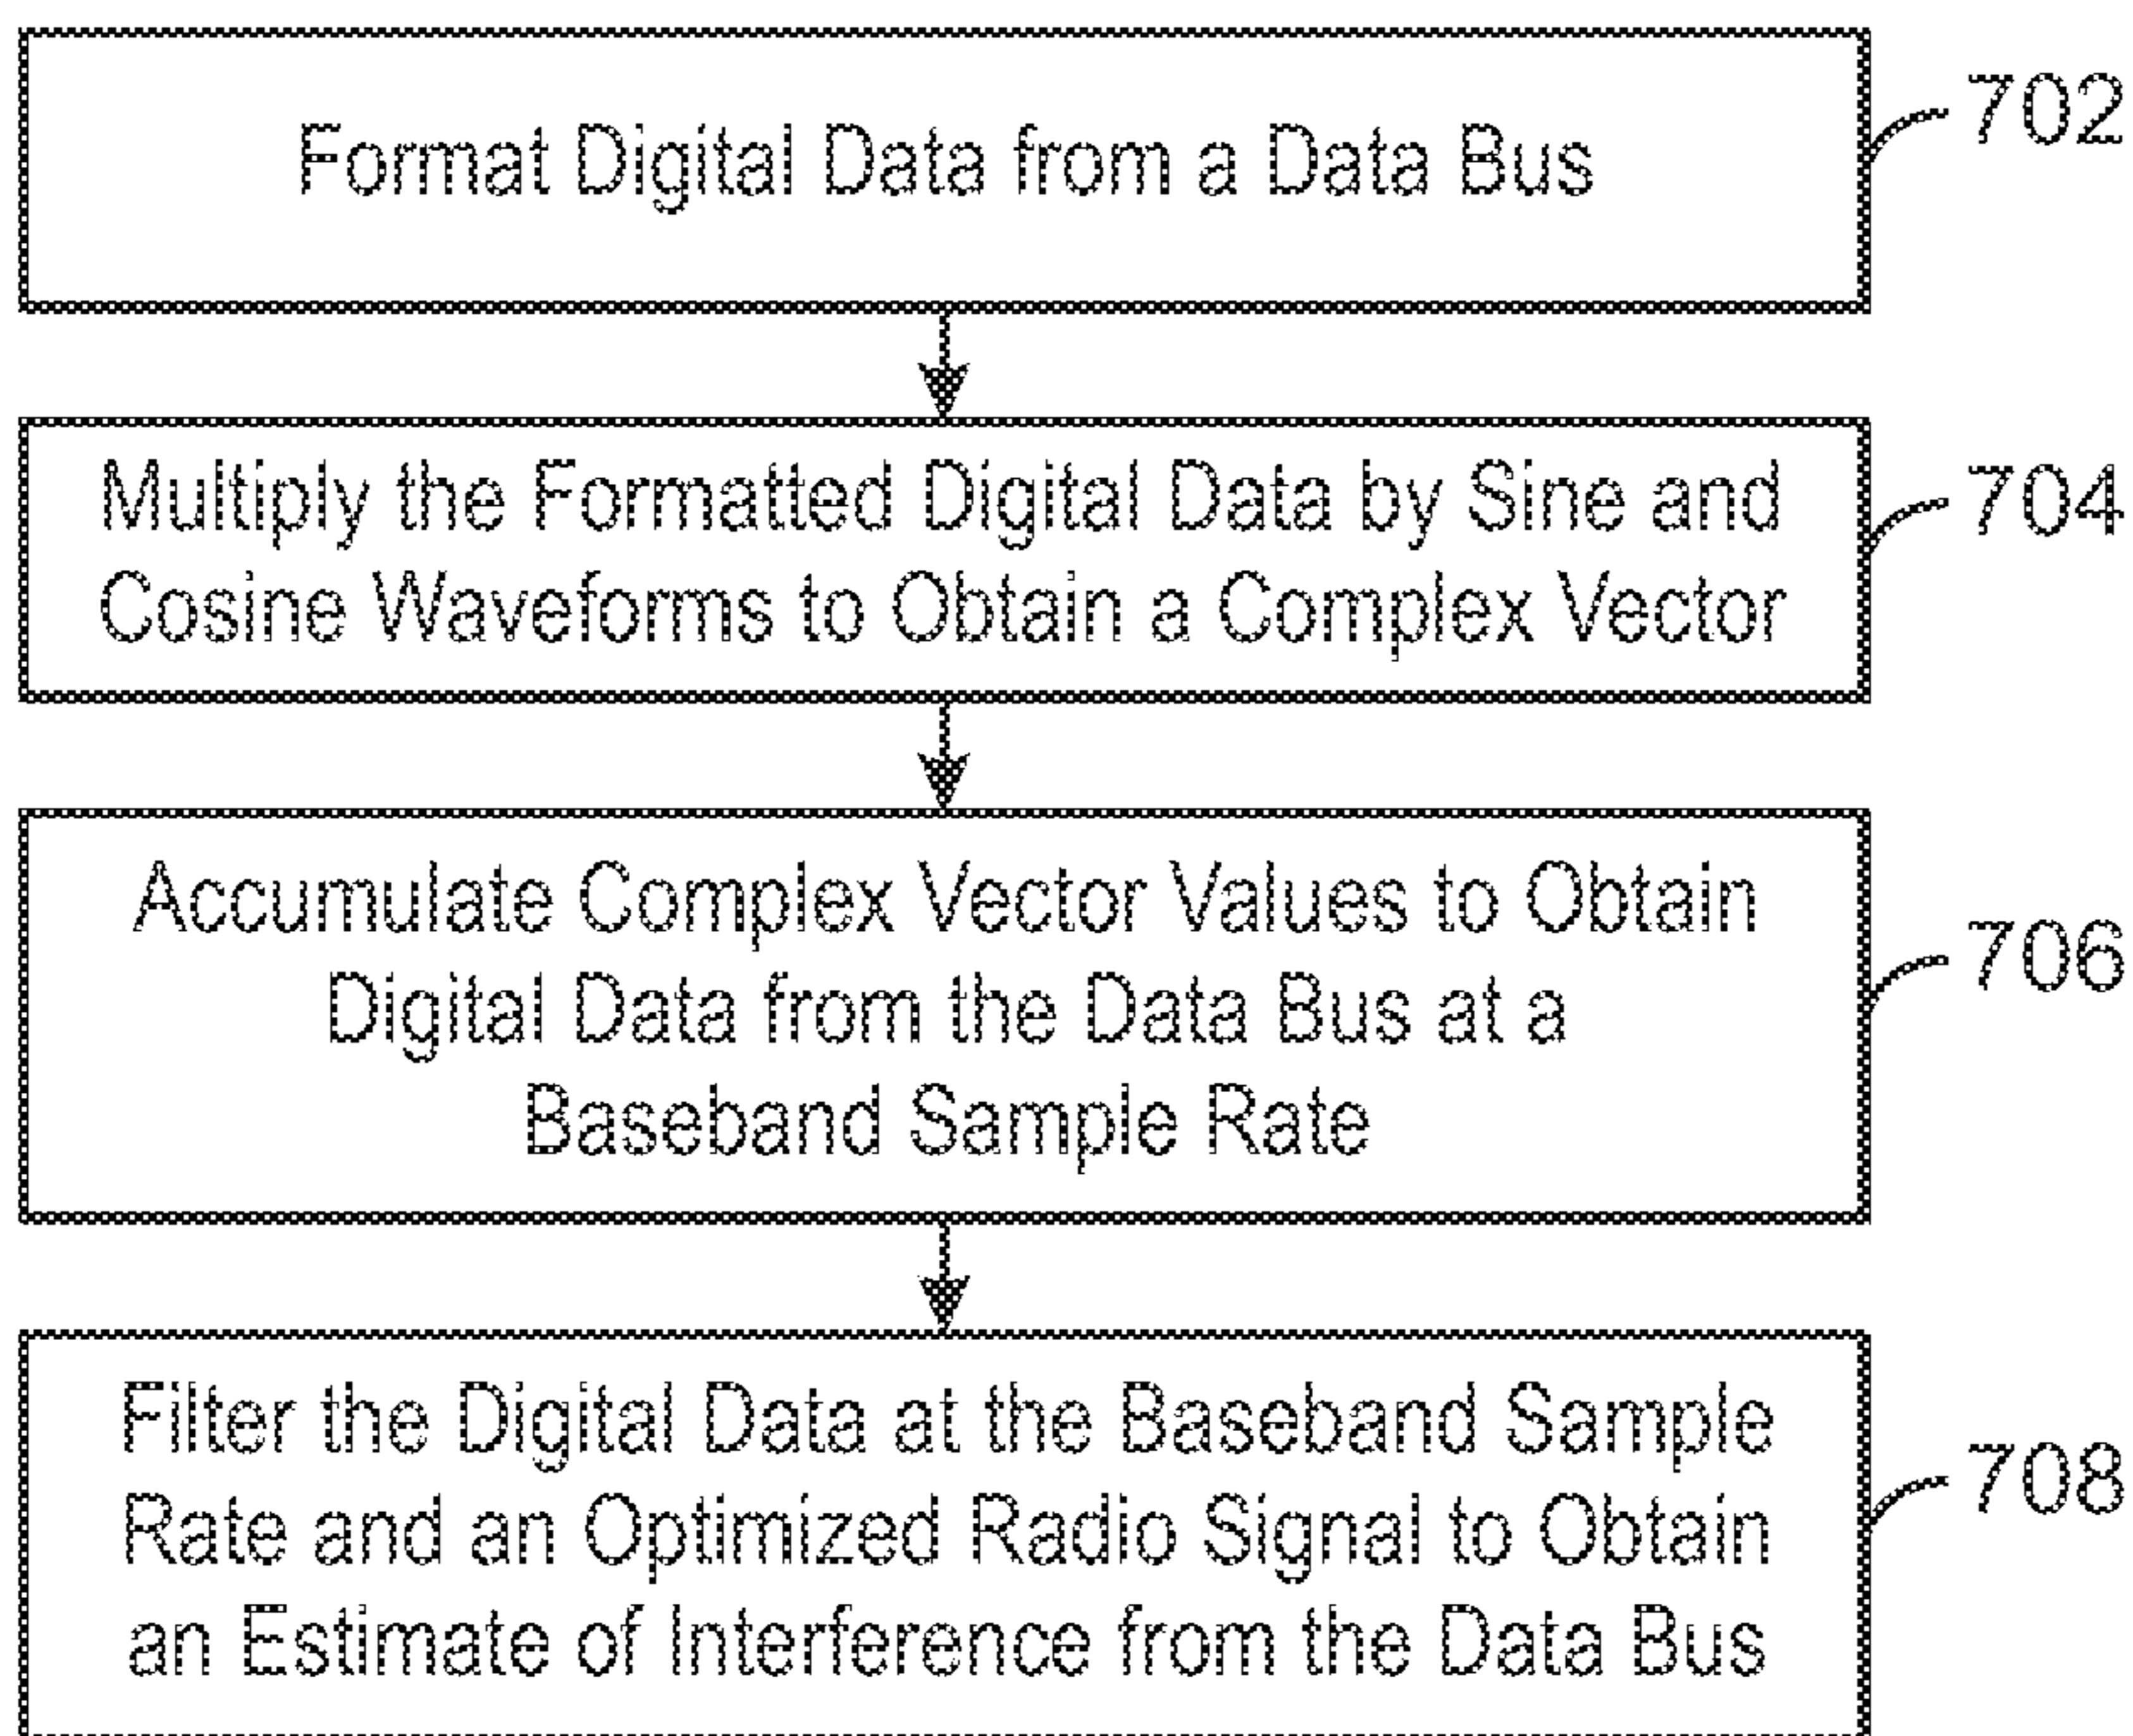 Format Digital Data from a Data Bus
702
Multiply the Formatted Digital Data by Sine and
Cosine Waveforms to Obtain a Complex Vector
704
Accumulate Complex Vector Values to Obtain
Digital Data from the Data Bus at a
Baseband Sample Rate
706
Filter the Digital Data at the Baseband Sample
Rate and an Optimized Radio Signal to Obtain
an Estimate of Interference from the Data Bus
708